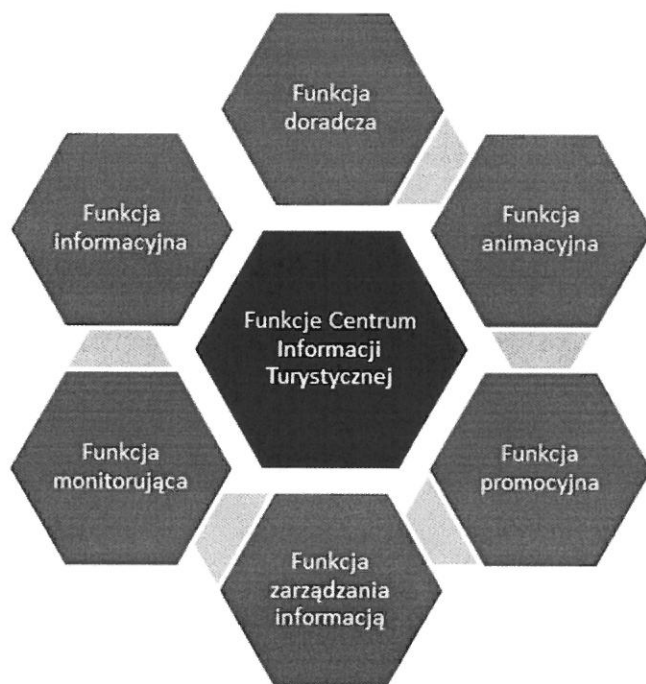 Funkcja
doradcza
Funkcja
informacyjna
Funkcja
animacyjna
Funkcje Centrum
Informacji
Turystycznej
Funkcja
monitorująca
Funkcja
promocyjna
Funkcja
zarządzania
informacją